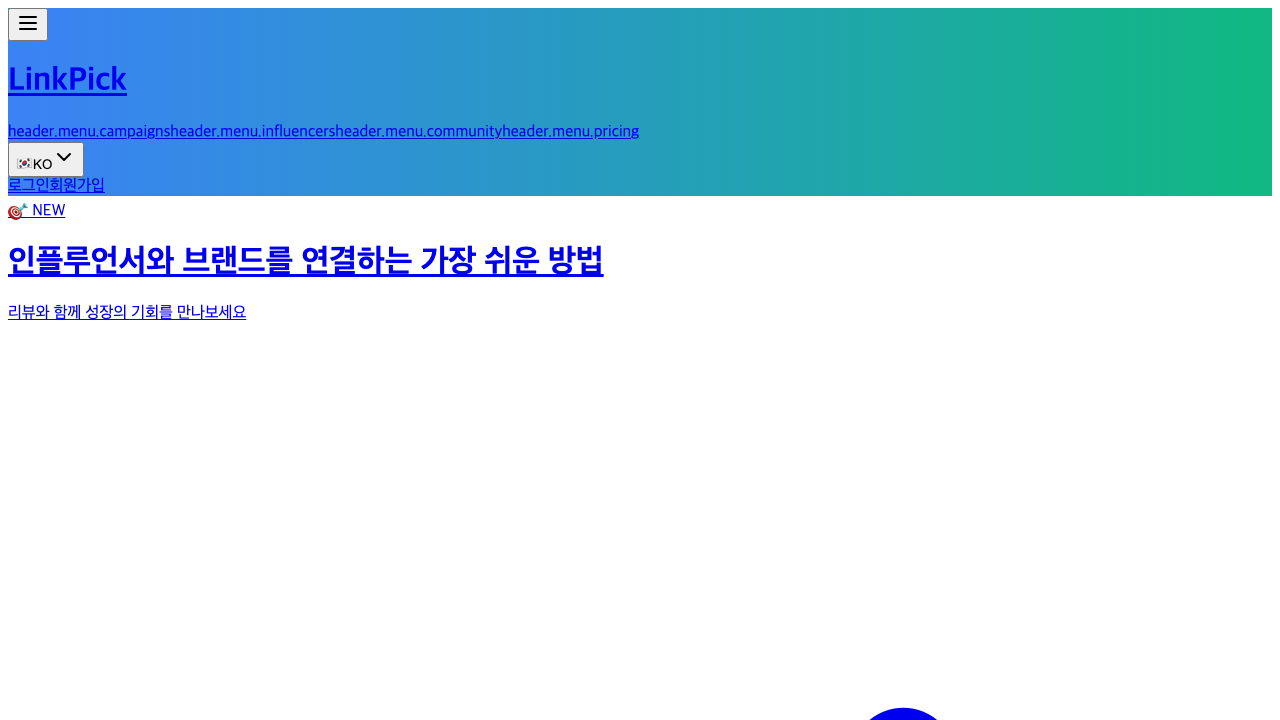 LinkPick
header.menu.campaignsheader.menu.influencersheader.menu.communityheader.menu.pricing
🇰🇷KO
로그인회원가입
🎯 NEW
인플루언서와 브랜드를 연결하는 가장 쉬운 방법
리뷰와 함께 성장의 기회를 만나보세요